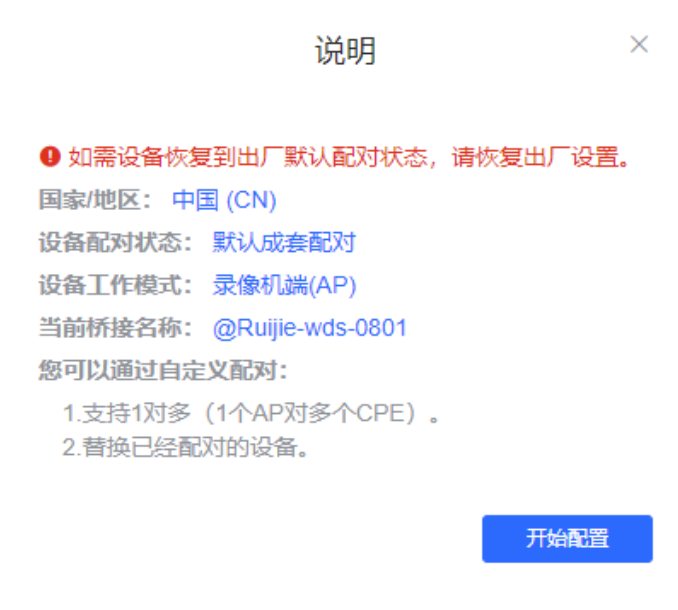 说明
如需设备恢复到出厂默认配对状态，请恢复出厂设置。
国家/地区： 中国 (CN)
设备配对状态： 默认成套配对
设备工作模式： 录像机端(AP)
当前桥接名称： @Ruijie-wds-0801
您可以通过自定义配对：
1.支持1对多（1个AP对多个CPE）。
2.替换已经配对的设备。
开始配置